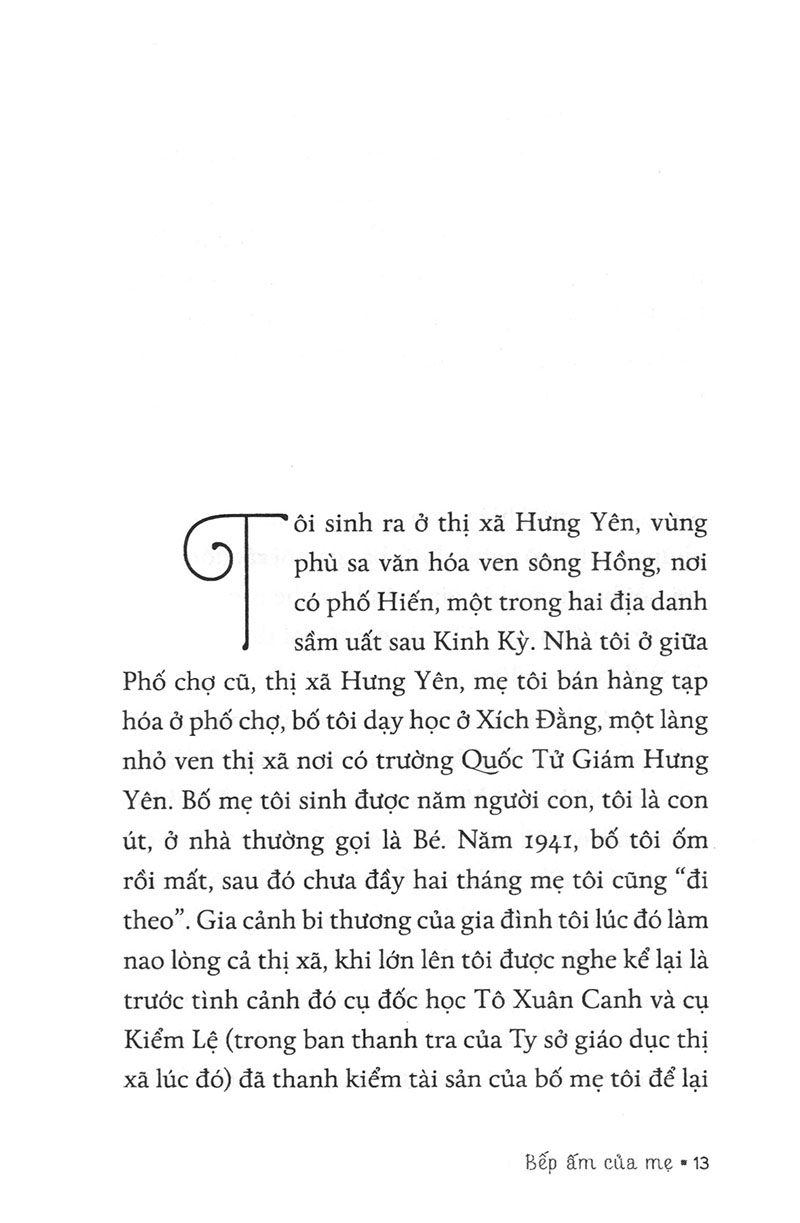 Tôi sinh ra ở thị xã Hưng Yên, vùng
phù sa văn hóa ven sông Hồng, nơi
có phố Hiến, một trong hai địa danh
sầm uất sau Kinh Kỳ. Nhà tôi ở giữa
Phố chợ cũ, thị xã Hưng Yên, mẹ tôi bán hàng tạp
hóa ở phố chợ, bố tôi dạy học ở Xích Đằng, một làng
nhỏ ven thị xã nơi có trường Quốc Tử Giám Hưng
Yên. Bố mẹ tôi sinh được năm người con, tôi là con
út, ở nhà thường gọi là Bé. Năm 1941, bố tôi ốm
rồi mất, sau đó chưa đầy hai tháng mẹ tôi cũng “đi
theo”. Gia cảnh bi thương của gia đình tôi lúc đó làm
nao lòng cả thị xã, khi lớn lên tôi được nghe kể lại là
trước tình cảnh đó cụ đốc học Tô Xuân Canh và cụ
Kiểm Lệ (trong ban thanh tra của Ty sở giáo dục thị
xã lúc đó) đã thanh kiểm tài sản của bố mẹ tôi để lại
Bếp ấm của mẹ • 13